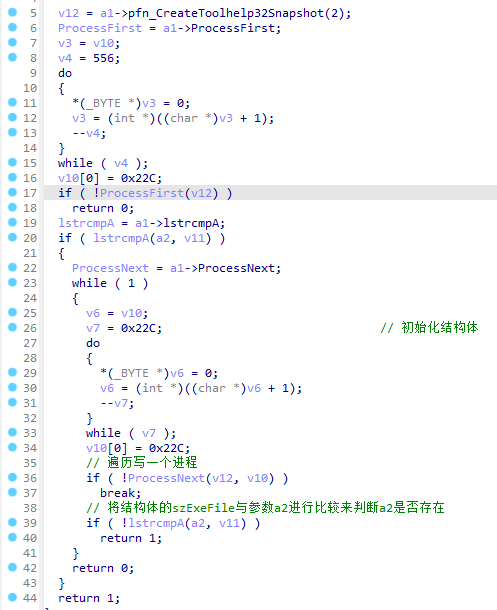 5 v12 = a1->pfn_CreateToolhelp32Snapshot(2);
6 ProcessFirst = a1->ProcessFirst;
7 v3 = v10;
8 v4 = 556;
9 do
10 {
11 *(_BYTE *)v3 = 0;
12 v3 = (int *)((char *)v3 + 1);
13 --v4;
14 }
15 while ( v4 );
16 v10[0] = 0x22C;
17 if ( !ProcessFirst(v12) )
18 return 0;
19 lstrcmpA = a1->lstrcmpA;
20 if ( lstrcmpA(a2, v11) )
21 {
22 ProcessNext = a1->ProcessNext;
23 while ( 1 )
24 {
25 v6 = v10;
26 v7 = 0x22C; // 初始化结构体
27 do
28 {
29 *(_BYTE *)v6 = 0;
30 v6 = (int *)((char *)v6 + 1);
31 --v7;
32 }
33 while ( v7 );
34 v10[0] = 0x22C;
35 // 遍历写一个进程
36 if ( !ProcessNext(v12, v10) )
37 break;
38 // 将结构体的szExeFile与参数a2进行比较来判断a2是否存在
39 if ( !lstrcmpA(a2, v11) )
40 return 1;
41 }
42 return 0;
43 }
44 return 1;